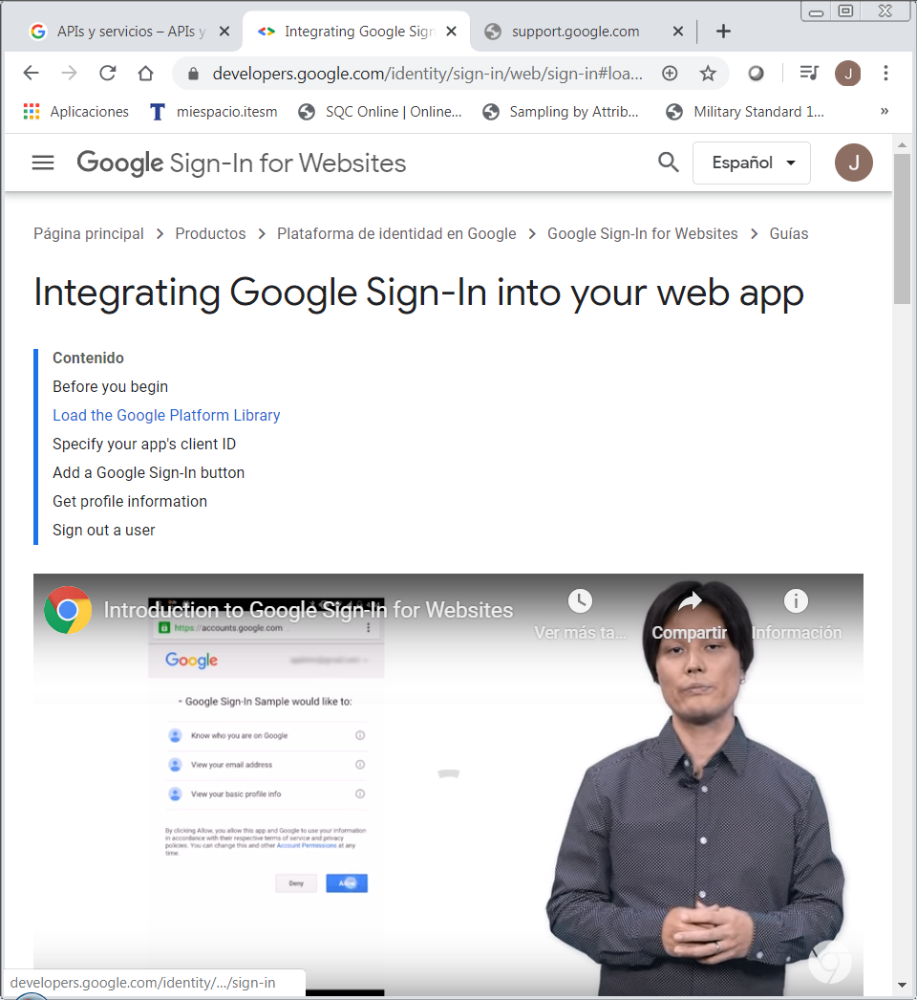 APIs y servicios – APIs y
Integrating Google Sign
support.google.com
developers.google.com/identity/sign-in/web/sign-in#loa...
J
Aplicaciones
miespacio.itesm
SQC Online | Online...
Sampling by Attrib...
Military Standard 1...
»
Google Sign-In for Websites
Español
J
Página principal > Productos > Plataforma de identidad en Google > Google Sign-In for Websites > Guías
Integrating Google Sign-In into your web app
Contenido
Before you begin
Load the Google Platform Library
Specify your app's client ID
Add a Google Sign-In button
Get profile information
Sign out a user
Introduction to Google Sign-In for Websites
Ver más ta...
Compartir
Información
https://accounts.google.com
Google
Google Sign-In Sample would like to:
Know who you are on Google
View your email address
View your basic profile info
By clicking Allow, you allow this app and Google to use your information
in accordance with their respective terms of service and privacy
policies. You can change this and other Account Permissions at any
time.
Deny
Allow
developers.google.com/identity/.../sign-in